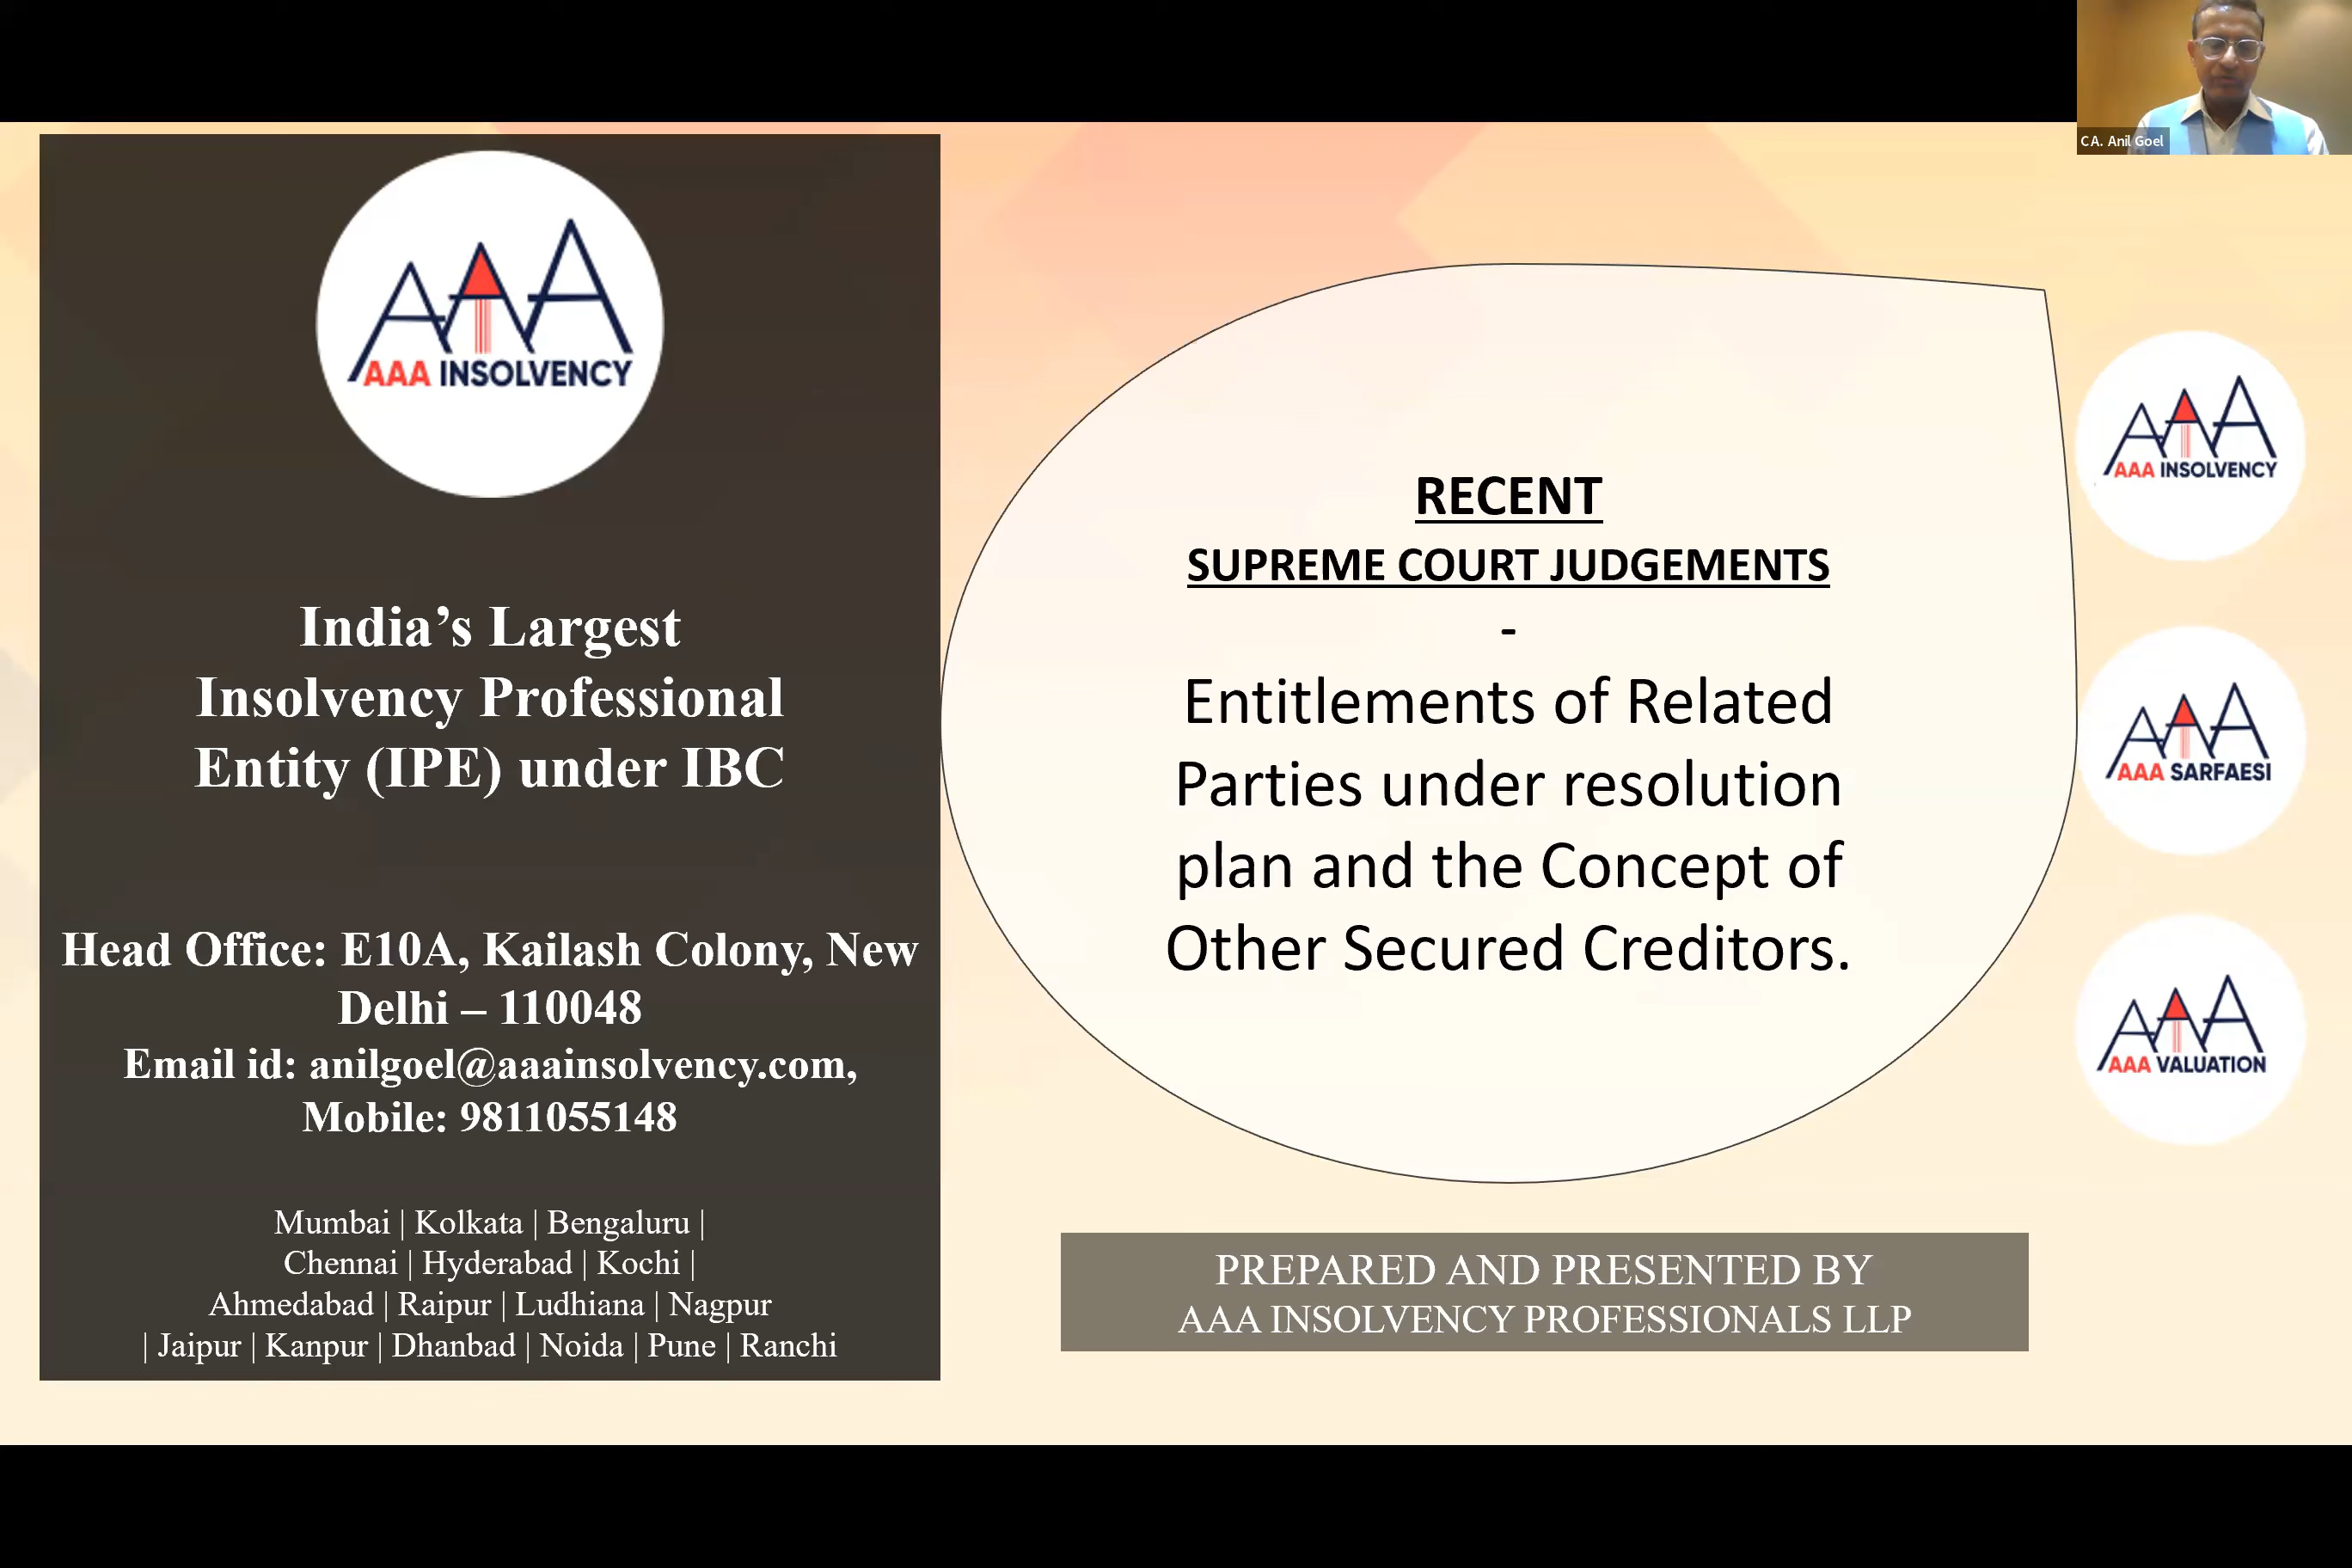 AAA INSOLVENCY
India’s Largest
Insolvency Professional
Entity (IPE) under IBC
Head Office: E10A, Kailash Colony, New
Delhi – 110048
Email id: anilgoel@aaainsolvency.com,
Mobile: 9811055148
Mumbai | Kolkata | Bengaluru |
Chennai | Hyderabad | Kochi |
Ahmedabad | Raipur | Ludhiana | Nagpur
| Jaipur | Kanpur | Dhanbad | Noida | Pune | Ranchi
RECENT
SUPREME COURT JUDGEMENTS
-
Entitlements of Related
Parties under resolution
plan and the Concept of
Other Secured Creditors.
PREPARED AND PRESENTED BY
AAA INSOLVENCY PROFESSIONALS LLP
CA. Anil Goel
AAA INSOLVENCY
AAA SARFAESI
AAA VALUATION